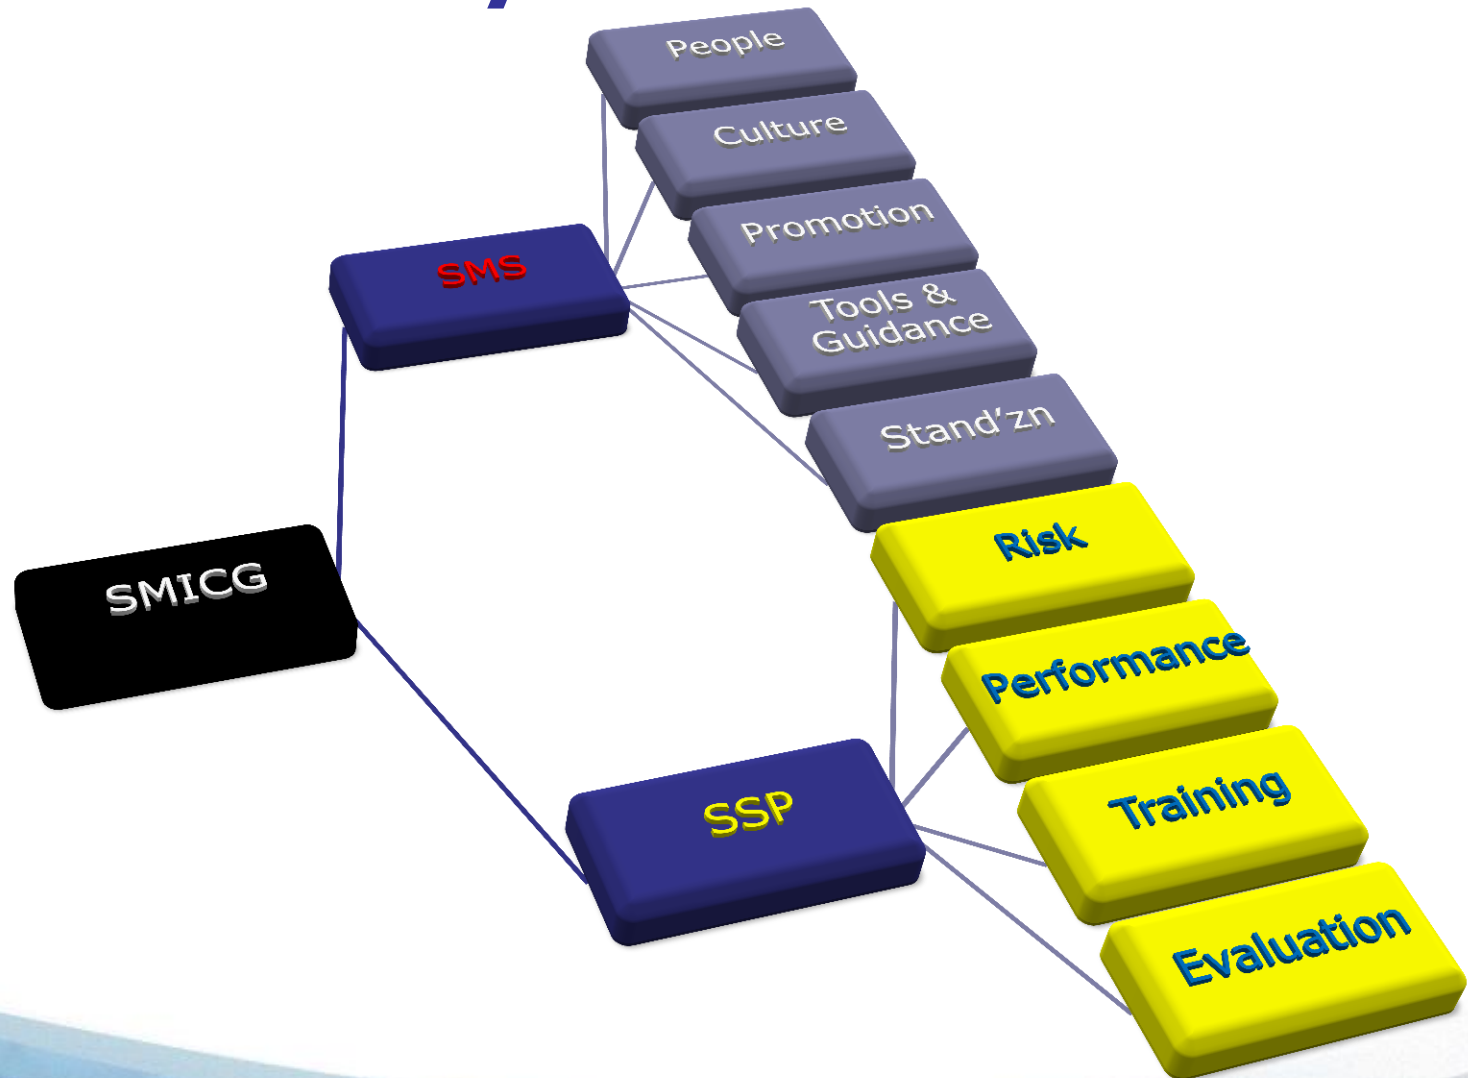 People
Culture
Promotion
Tools &
Guidance
Stand’zn
SMS
SMICG
Risk
Performance
Training
Evaluation
SSP